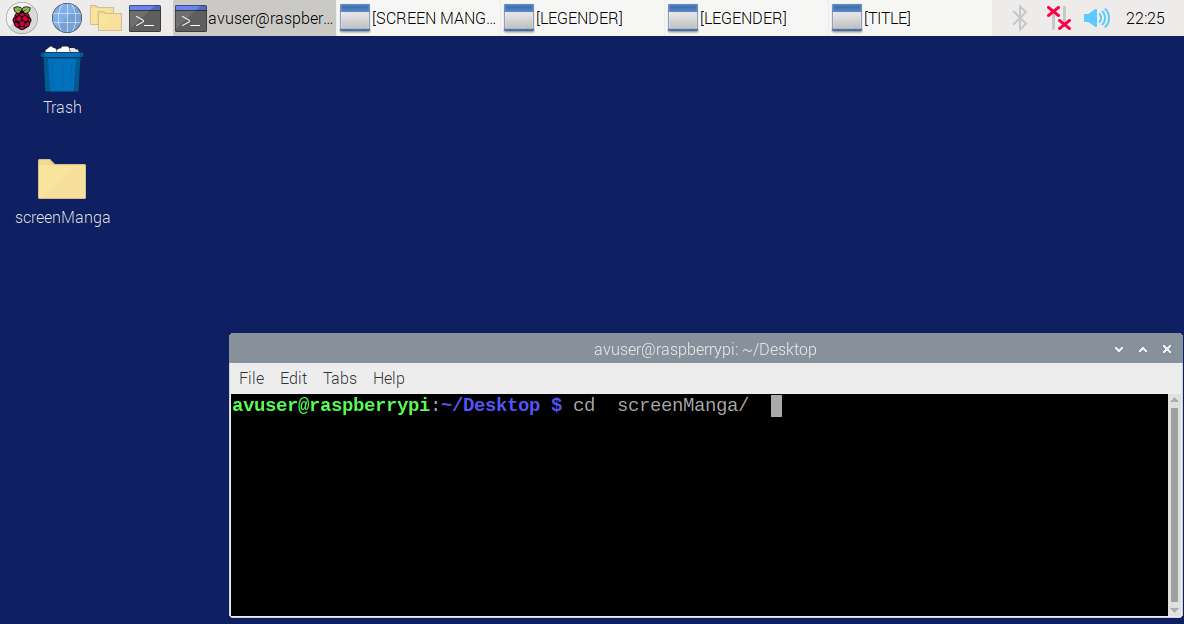 avuser@raspber... [SCREEN MANG... [LEGENDER] [LEGENDER] [TITLE] 22:25
Trash
screenManga
avuser@raspberrypi: ~/Desktop
File Edit Tabs Help
avuser@raspberrypi:~/Desktop $ cd  screenManga/